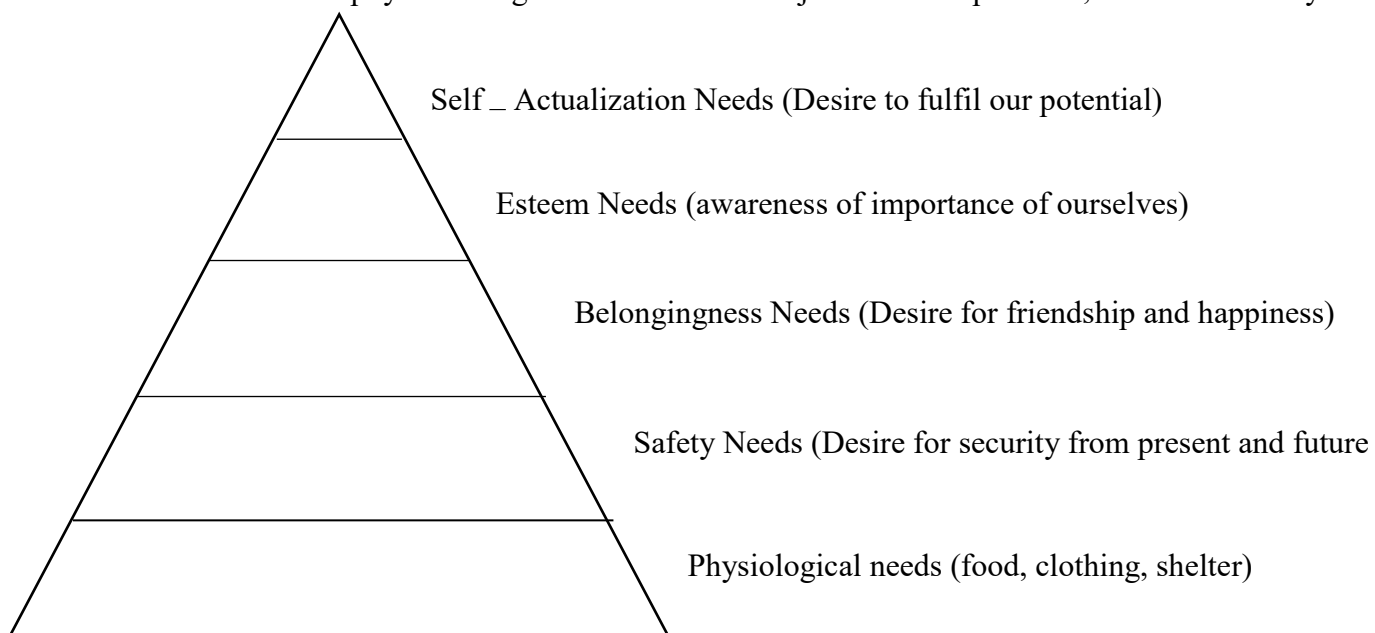 Self _ Actualization Needs (Desire to fulfil our potential)
Esteem Needs (awareness of importance of ourselves)
Belongingness Needs (Desire for friendship and happiness)
Safety Needs (Desire for security from present and future
Physiological needs (food, clothing, shelter)